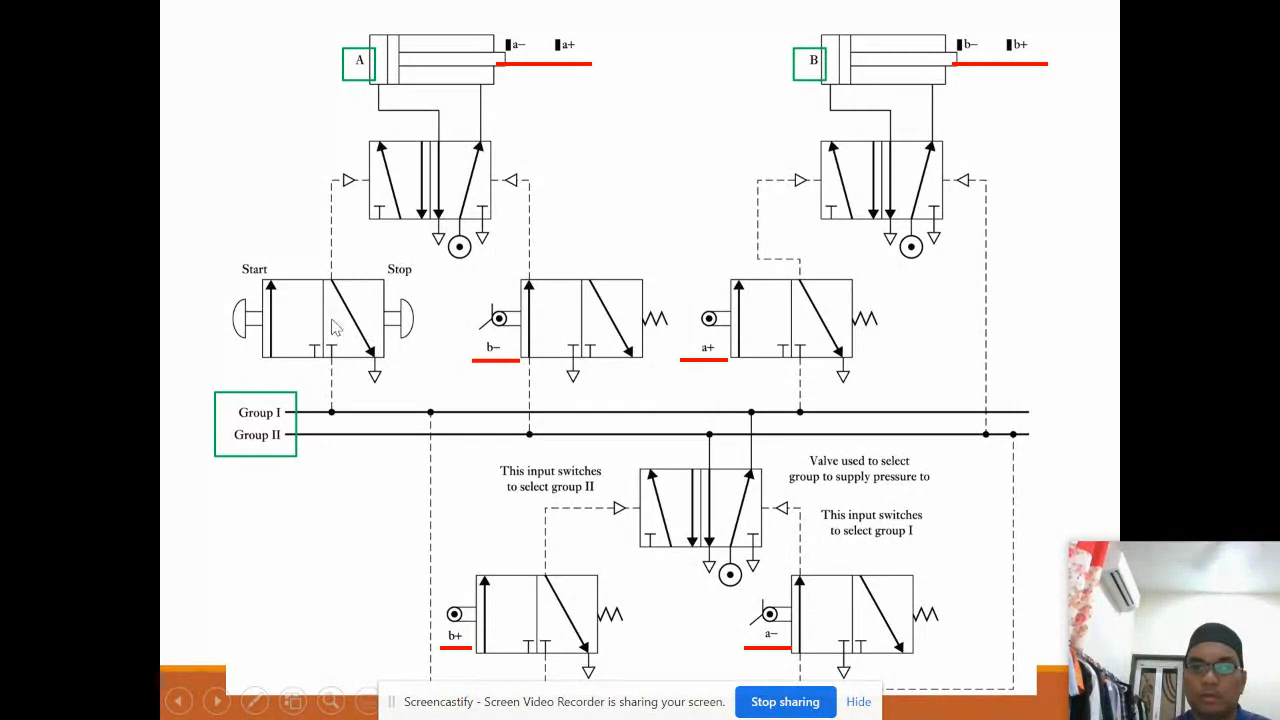 A
a−
a+
B
b−
b+
Start
Stop
b−
a+
Group I
Group II
This input switches
to select group II
Valve used to select
group to supply pressure to
This input switches
to select group I
b+
a−
Screencastify - Screen Video Recorder is sharing your screen.
Stop sharing
Hide